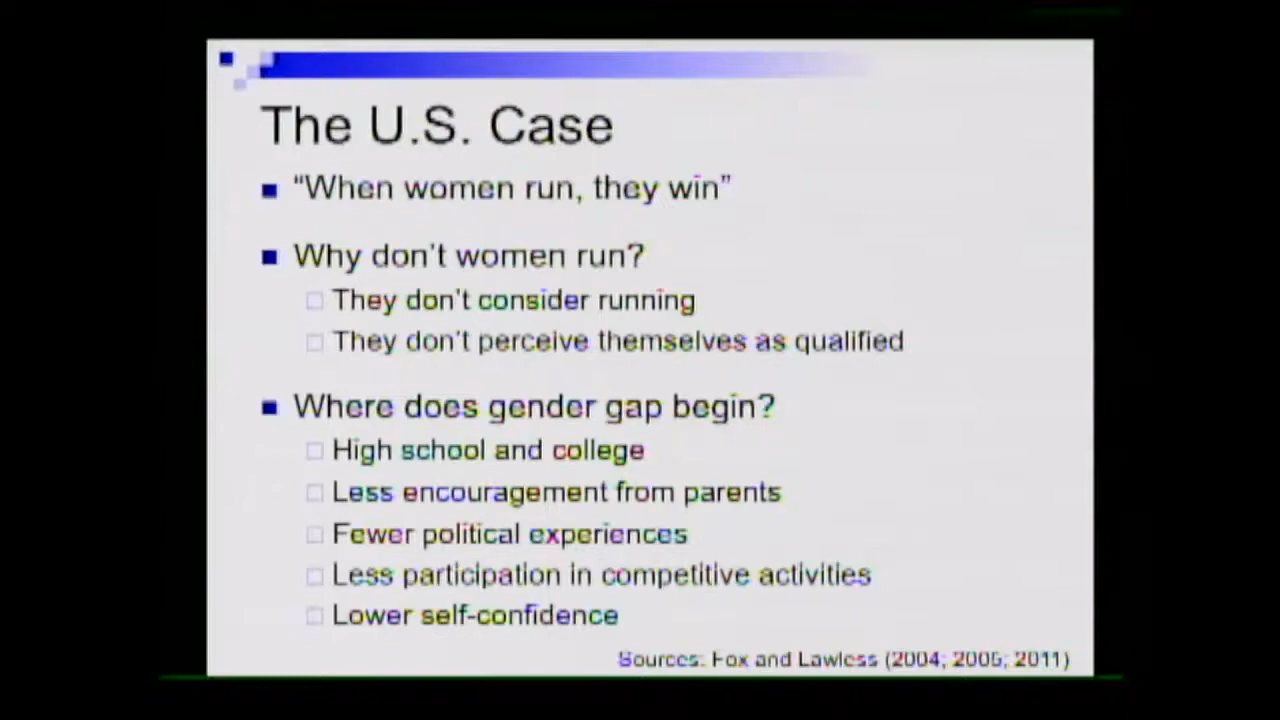 The U.S. Case
“When women run, they win”
Why don’t women run?
They don’t consider running
They don’t perceive themselves as qualified
Where does gender gap begin?
High school and college
Less encouragement from parents
Fewer political experiences
Less participation in competitive activities
Lower self-confidence
Sources: Fox and Lawless (2004; 2011)